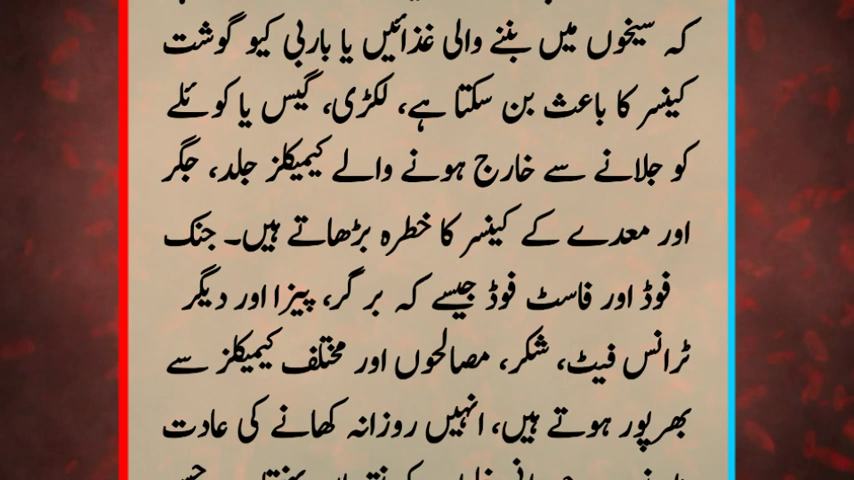 کہ سیخوں میں بننے والی غذائیں یا باربی کیو گوشت
کینسر کا باعث بن سکتا ہے، لکڑی، گیس یا کوئلے
کو جلانے سے خارج ہونے والے کیمیکلز جلد، جگر
اور معدے کے کینسر کا خطرہ بڑھاتے ہیں۔ جنک
فوڈ اور فاسٹ فوڈ جیسے کہ برگر، پیزا اور دیگر
ٹرانس فیٹ، شکر، مصالحوں اور مختلف کیمیکلز سے
بھرپور ہوتے ہیں، انہیں روزانہ کھانے کی عادت